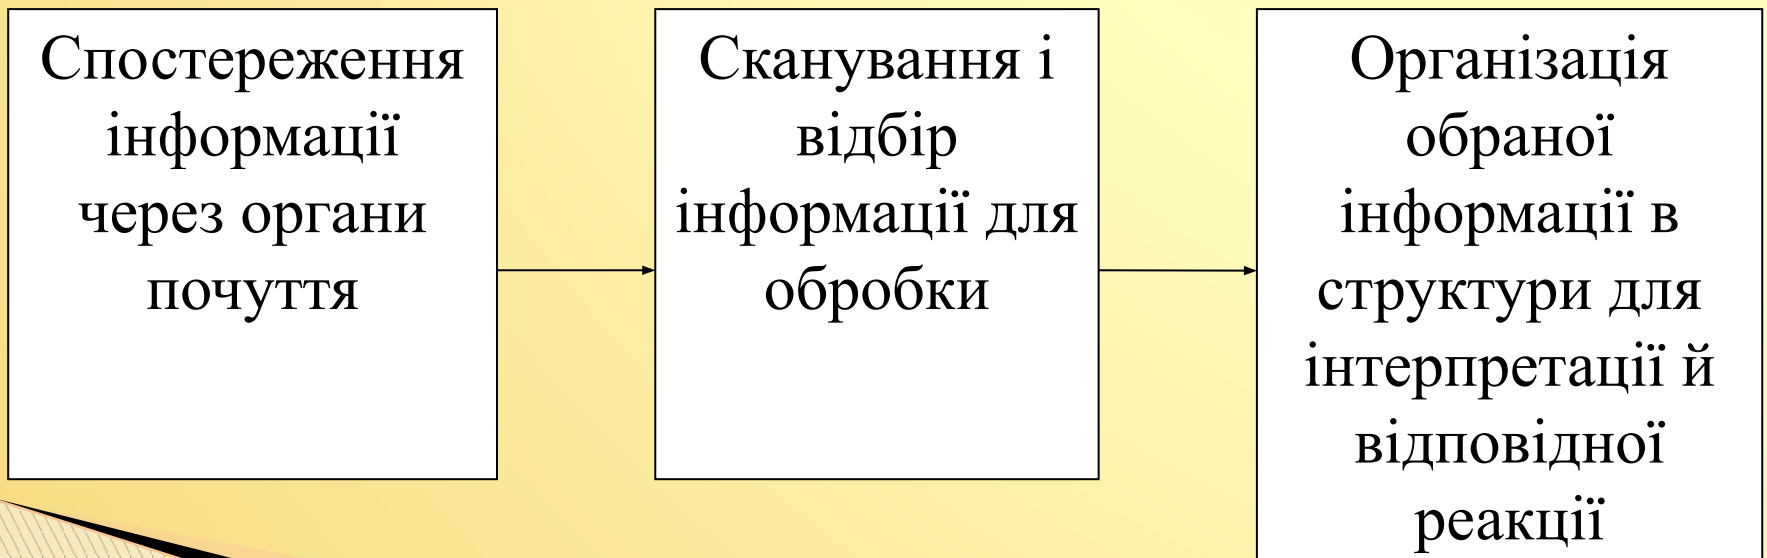 Спостереження
інформації
через органи
почуття
Сканування і
відбір
інформації для
обробки
Організація
обраної
інформації в
структури для
інтерпретації й
відповідної
реакції